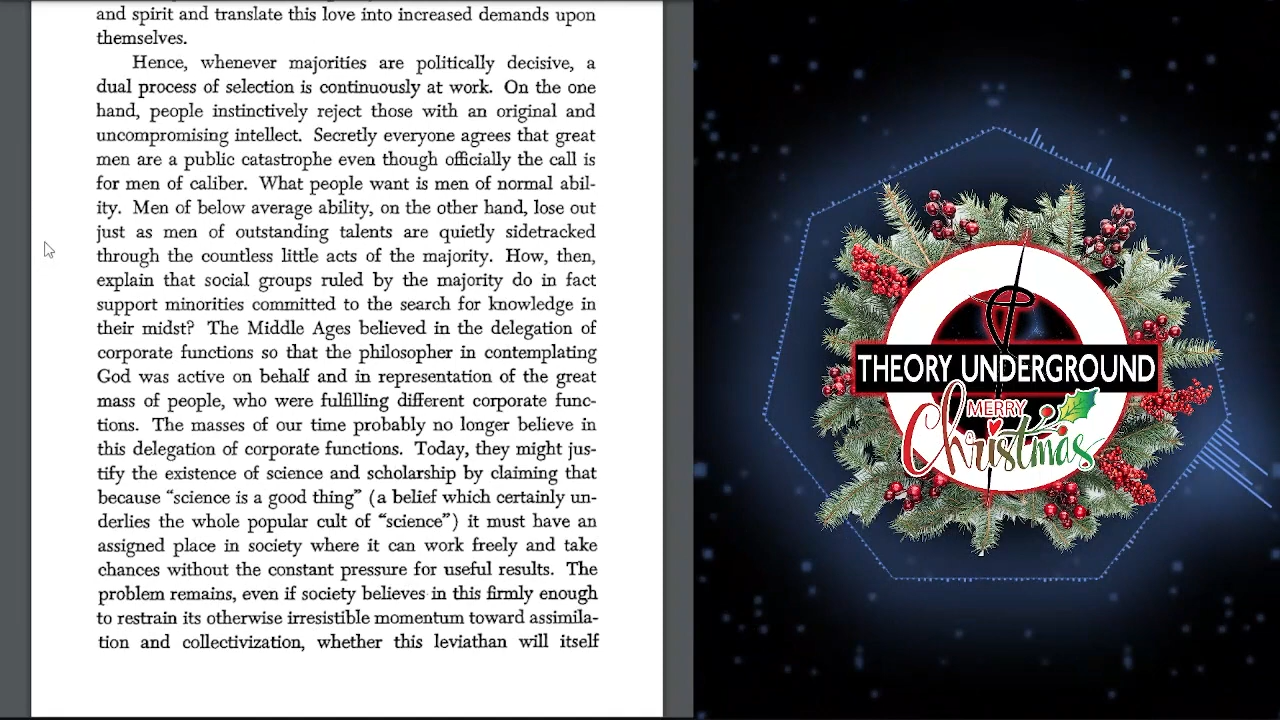 and spirit and translate this love into increased demands upon
themselves.
Hence, whenever majorities are politically decisive, a
dual process of selection is continuously at work. On the one
hand, people instinctively reject those with an original and
uncompromising intellect. Secretly everyone agrees that great
men are a public catastrophe even though officially the call is
for men of caliber. What people want is men of normal abil-
ity. Men of below average ability, on the other hand, lose out
just as men of outstanding talents are quietly sidetracked
through the countless little acts of the majority. How, then,
explain that social groups ruled by the majority do in fact
support minorities committed to the search for knowledge in
their midst? The Middle Ages believed in the delegation of
corporate functions so that the philosopher in contemplating
God was active on behalf and in representation of the great
mass of people, who were fulfilling different corporate func-
tions. The masses of our time probably no longer believe in
this delegation of corporate functions. Today, they might jus-
tify the existence of science and scholarship by claiming that
because “science is a good thing” (a belief which certainly un-
derlies the whole popular cult of “science”) it must have an
assigned place in society where it can work freely and take
chances without the constant pressure for useful results. The
problem remains, even if society believes in this firmly enough
to restrain its otherwise irresistible momentum toward assimila-
tion and collectivization, whether this leviathan will itself
THEORY UNDERGROUND
MERRY
Christmas